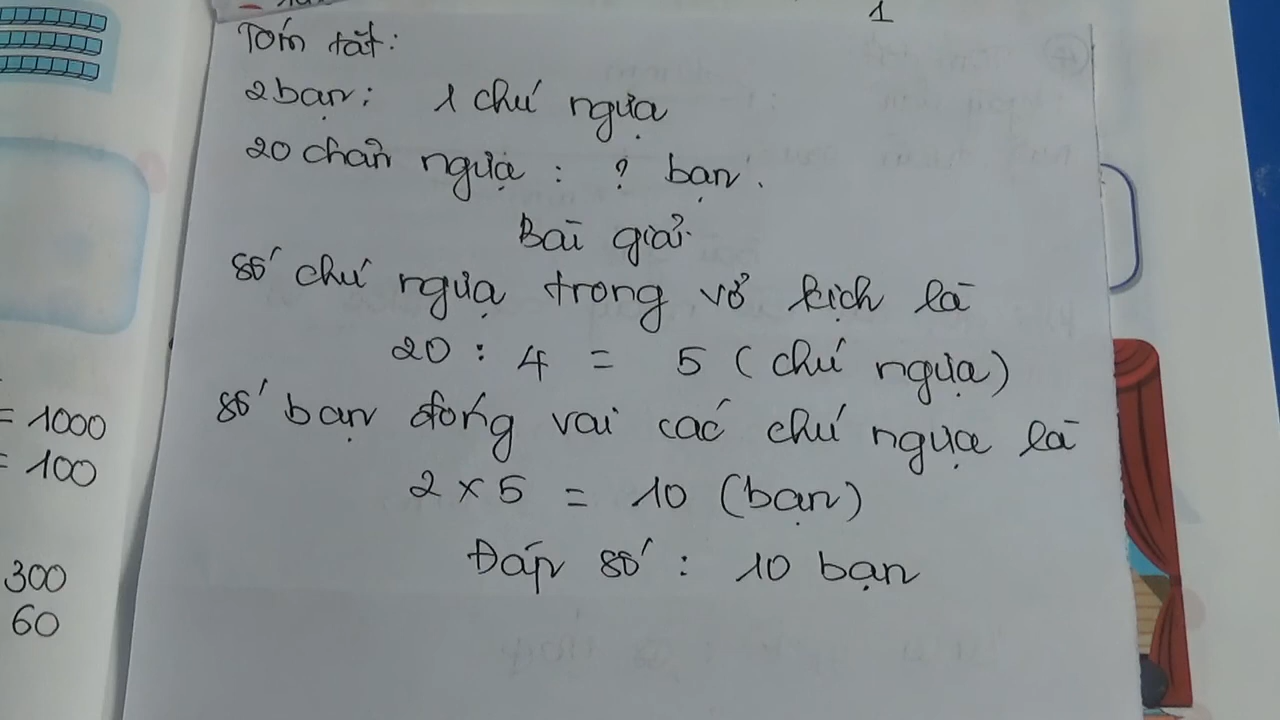 1
Tóm tắt:
2 bạn: 1 chú ngựa
20 chân ngựa : ? bạn.
Bài giải
Số chú ngựa trong vở kịch là
20 : 4 = 5 (chú ngựa)
Số bạn đóng vai các chú ngựa là
2 × 5 = 10 (bạn)
Đáp số : 10 bạn
= 1000
= 100
300
60